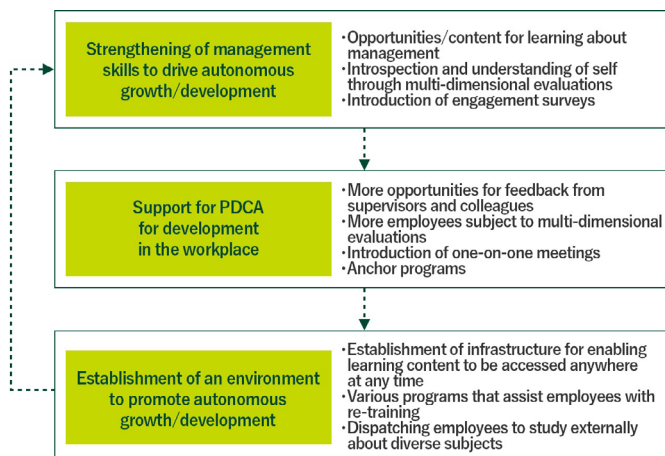 Strengthening of management
skills to drive autonomous
growth/development
・Opportunities/content for learning about
management
・Introspection and understanding of self
through multi-dimensional evaluations
・Introduction of engagement surveys
Support for PDCA
for development
in the workplace
・More opportunities for feedback from
supervisors and colleagues
・More employees subject to multi-dimensional
evaluations
・Introduction of one-on-one meetings
・Anchor programs
Establishment of an environment
to promote autonomous
growth/development
・Establishment of infrastructure for enabling
learning content to be accessed anywhere
at any time
・Various programs that assist employees with
re-training
・Dispatching employees to study externally
about diverse subjects